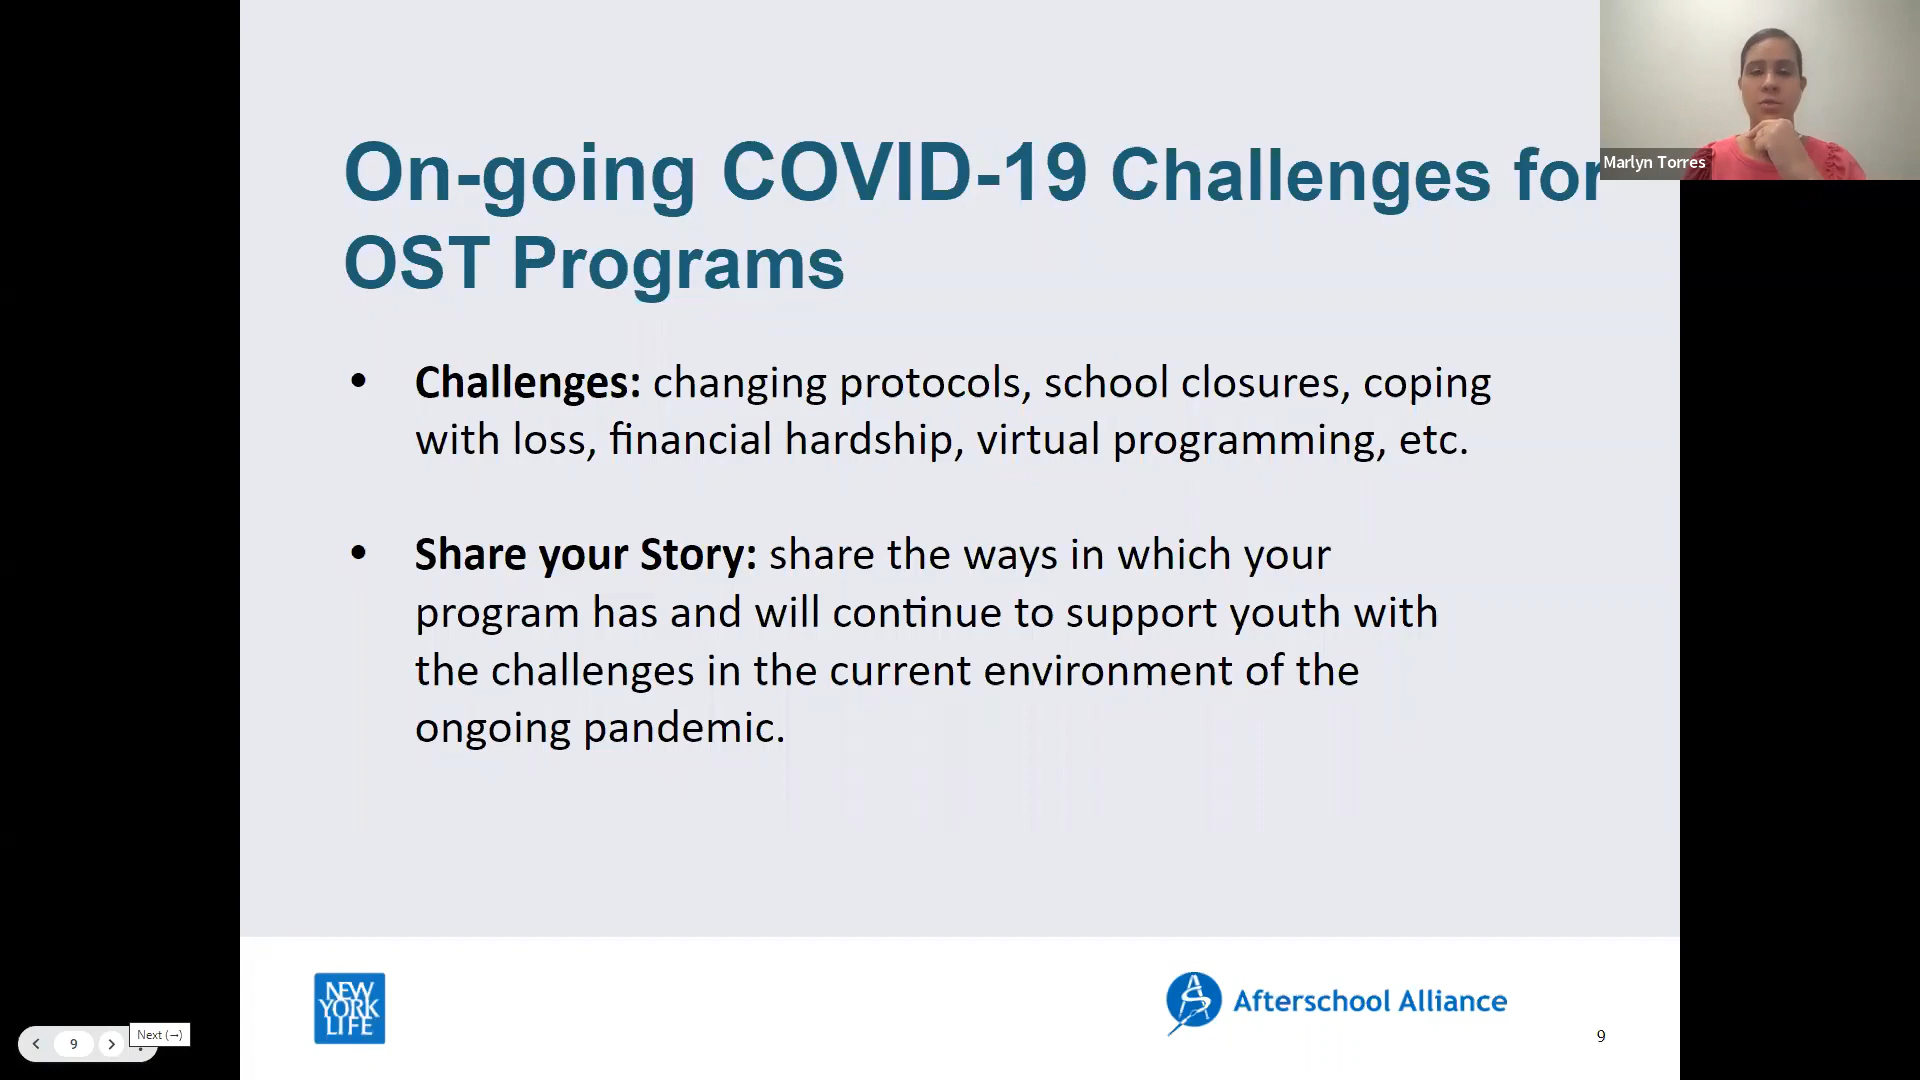 On-going COVID-19 Challenges for
OST Programs
• Challenges: changing protocols, school closures, coping
with loss, financial hardship, virtual programming, etc.
• Share your Story: share the ways in which your
program has and will continue to support youth with
the challenges in the current environment of the
ongoing pandemic.
Marlyn Torres
NEW
YORK
LIFE
Afterschool Alliance
9
9
Next (→)